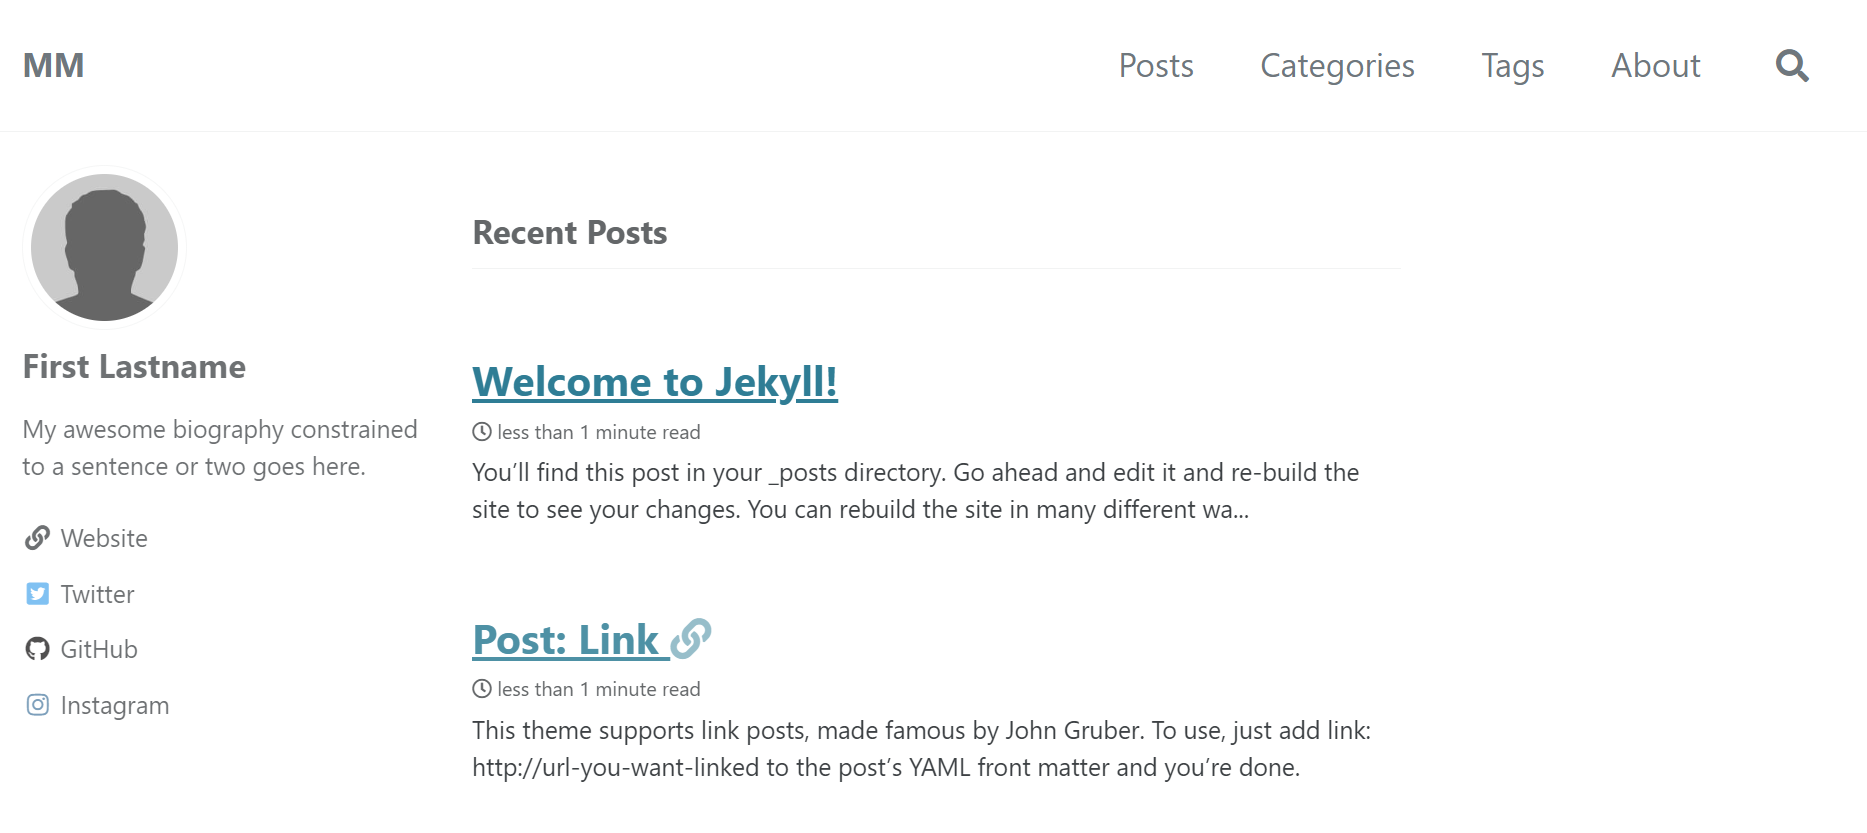 MM
Posts
Categories
Tags
About
First Lastname
My awesome biography constrained
to a sentence or two goes here.
Website
Twitter
GitHub
Instagram
Recent Posts
Welcome to Jekyll!
less than 1 minute read
You’ll find this post in your _posts directory. Go ahead and edit it and re-build the
site to see your changes. You can rebuild the site in many different wa...
Post: Link
less than 1 minute read
This theme supports link posts, made famous by John Gruber. To use, just add link:
http://url-you-want-linked to the post’s YAML front matter and you’re done.